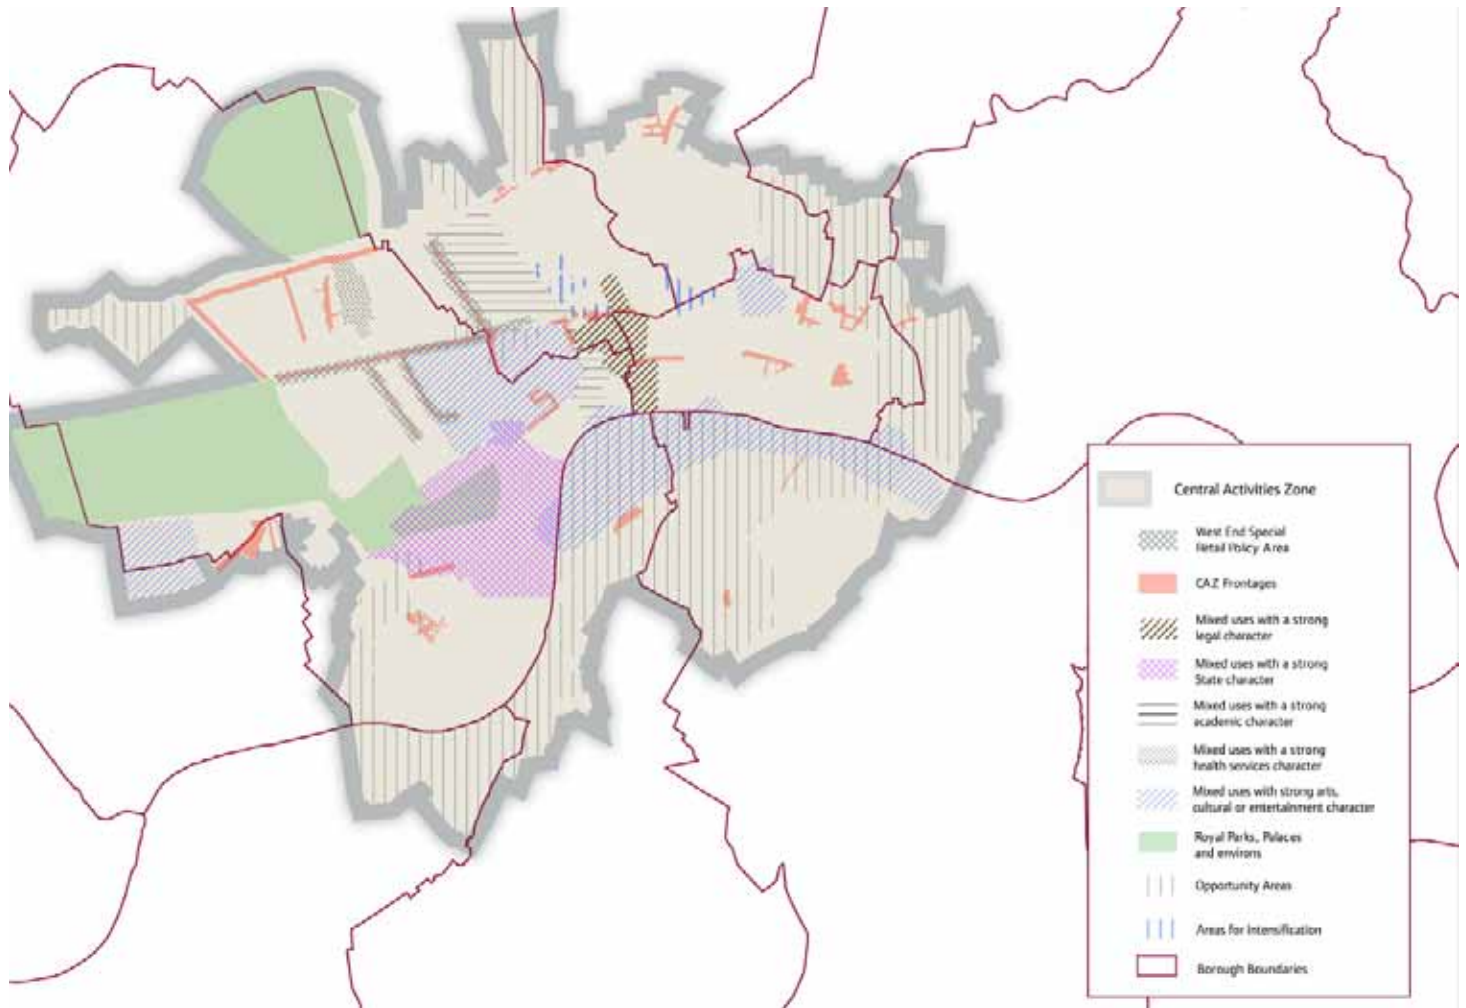 Central Activities Zone
West End Special
Retail Policy Area
CAZ Frontages
Mixed uses with a strong
legal character
Mixed uses with a strong
State character
Mixed uses with a strong
academic character
Mixed uses with a strong
health services character
Mixed uses with strong arts,
cultural or entertainment character
Royal Parks, Palaces
and environs
Opportunity Areas
Areas for Intensification
Borough Boundaries